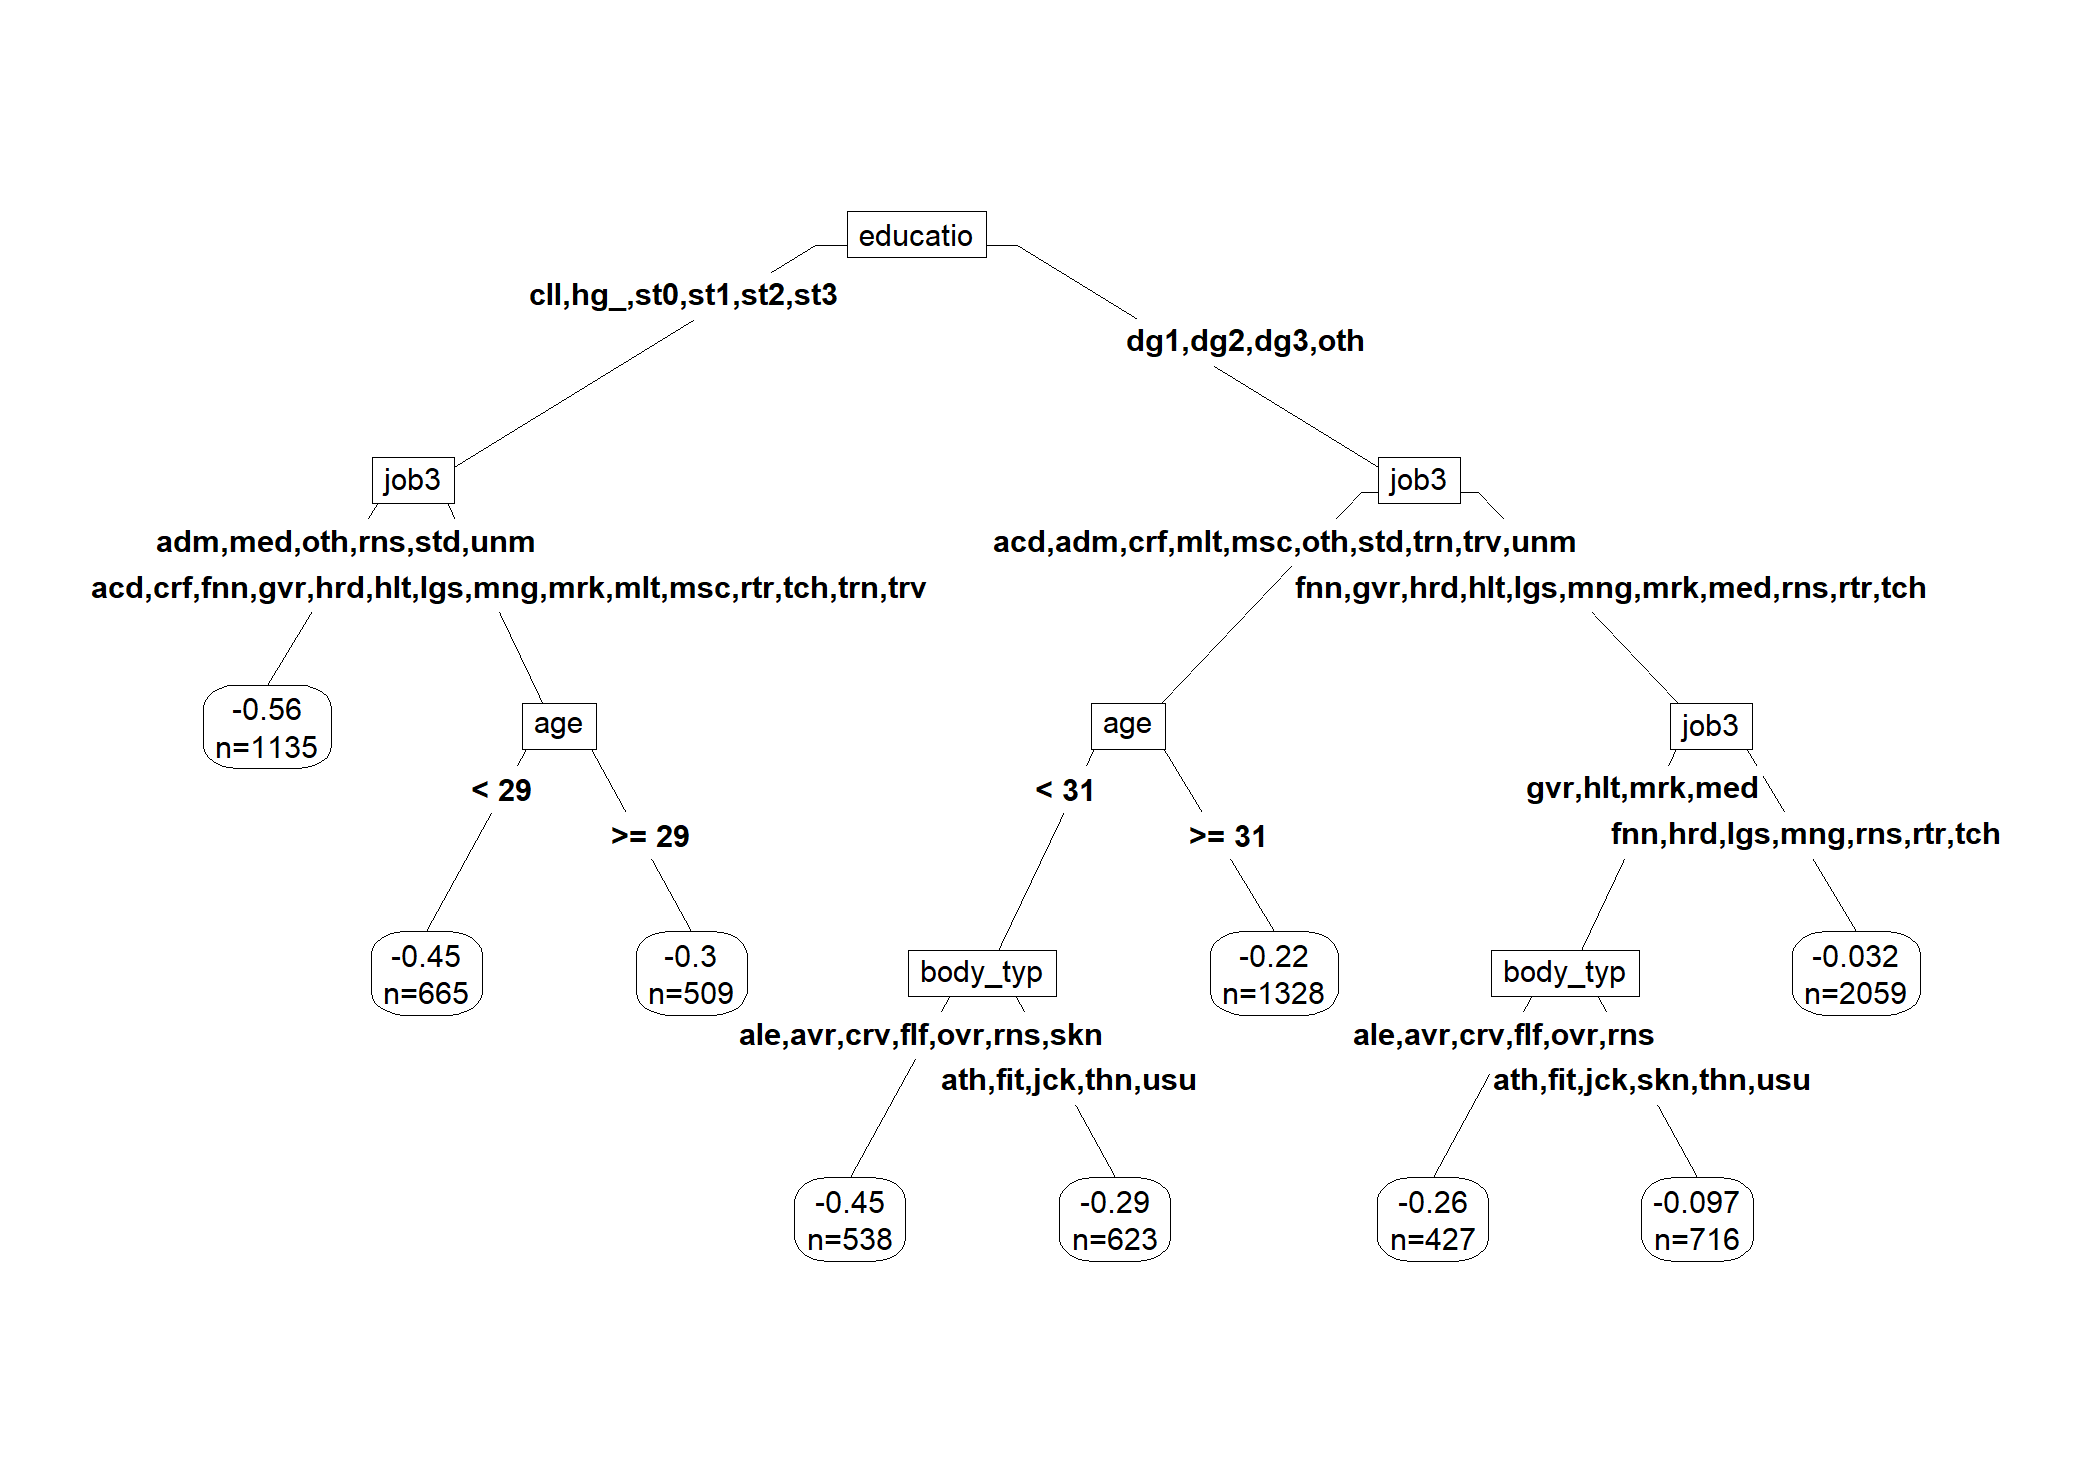 educatio
cll,hg_,st0,st1,st2,st3
dg1,dg2,dg3,oth
job3
job3
adm,med,oth,rns,std,unm
acd,adm,crf,mlt,msc,oth,std,trn,trv,unm
acd,crf,fnn,gvr,hrd,hlt,lgs,mng,mrk,mlt,msc,rtr,tch,trn,trv
fnn,gvr,hrd,hlt,lgs,mng,mrk,med,rns,rtr,tch
-0.56
n=1135
age
age
job3
< 29
< 31
gvr,hlt,mrk,med
>= 29
>= 31
fnn,hrd,lgs,mng,rns,rtr,tch
-0.45
n=665
-0.3
n=509
body_typ
-0.22
n=1328
body_typ
-0.032
n=2059
ale,avr,crv,flf,ovr,rns,skn
ale,avr,crv,flf,ovr,rns
ath,fit,jck,thn,usu
ath,fit,jck,skn,thn,usu
-0.45
n=538
-0.29
n=623
-0.26
n=427
-0.097
n=716